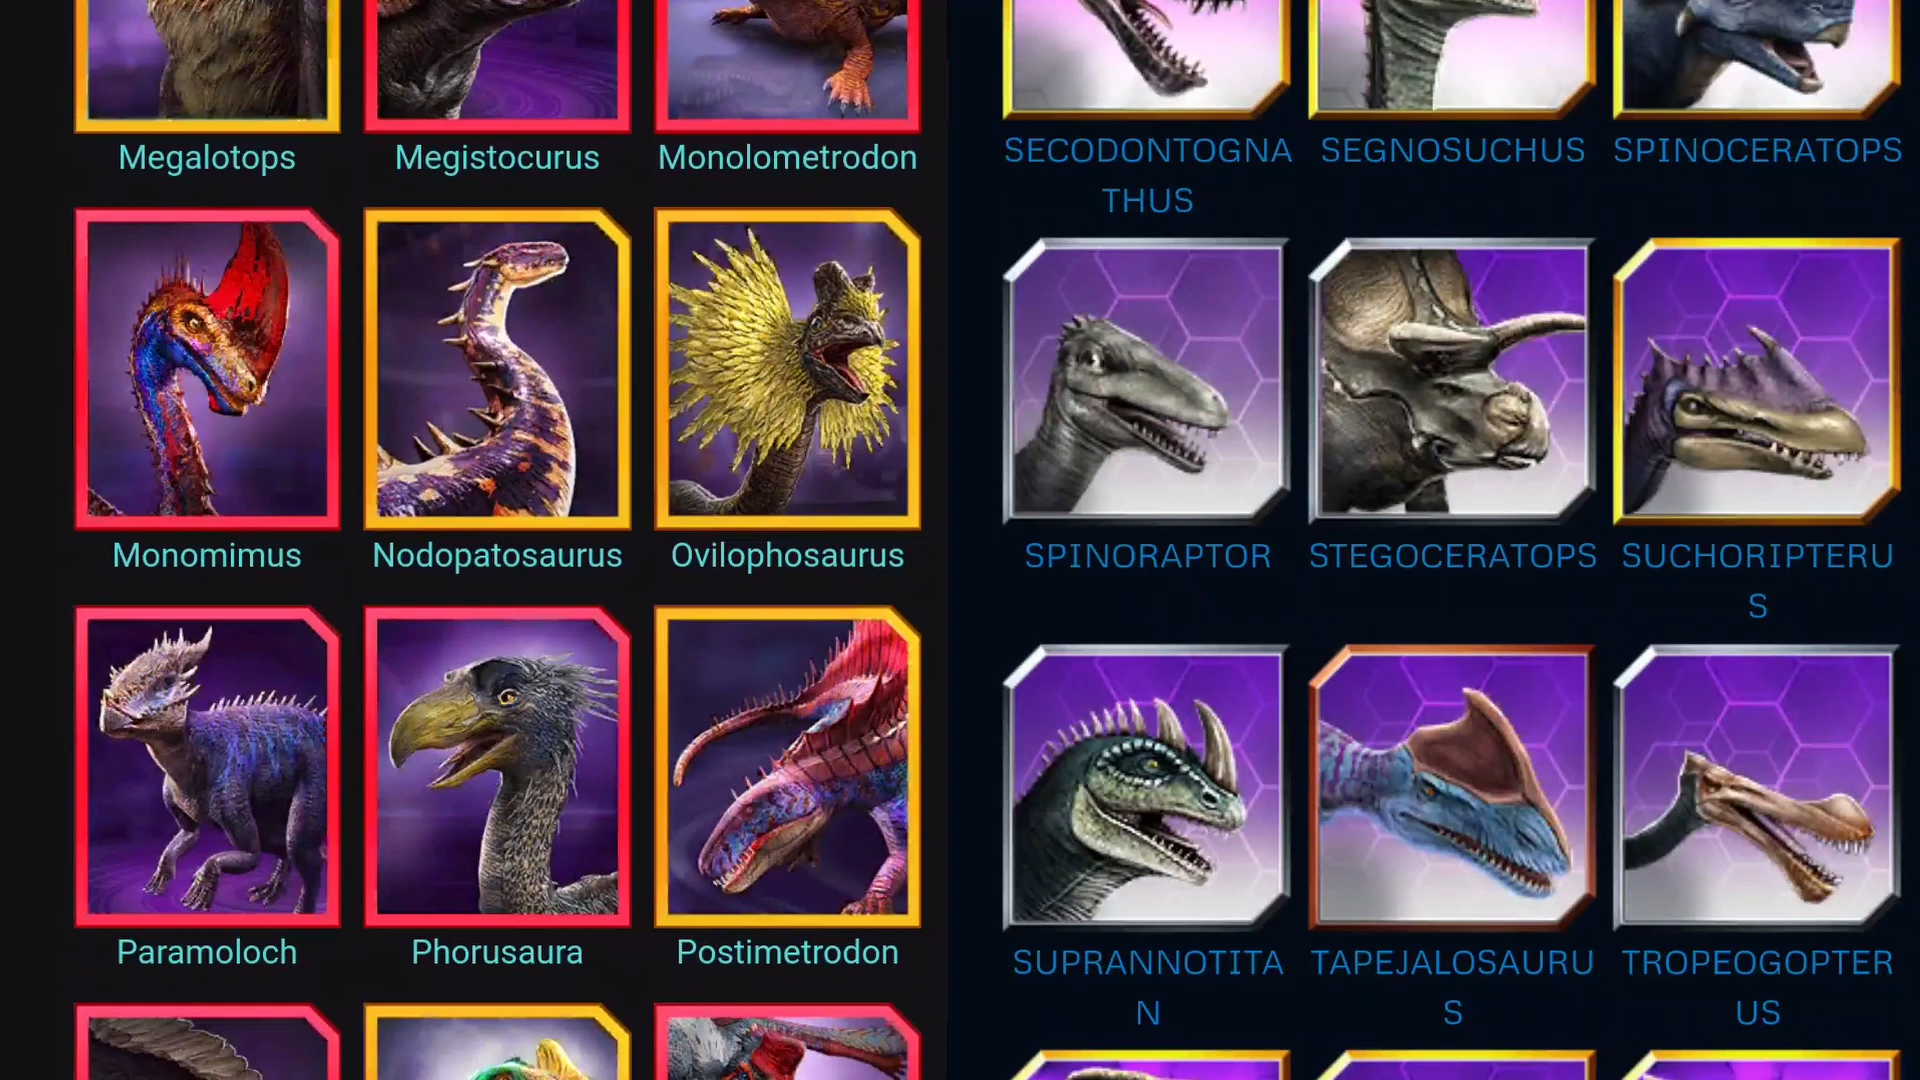 Megalotops
Megistocurus
Monolometrodon
Monomimus
Nodopatosaurus
Ovilophosaurus
Paramoloch
Phorusaura
Postimetrodon
SECODONTOGNA
THUS
SEGNOSUCHUS
SPINOCERATOPS
SPINORAPTOR
STEGOCERATOPS
SUCHORIPTERU
S
SUPRANNOTITA
N
TAPEJALOSAURU
S
TROPEOGOPTER
US